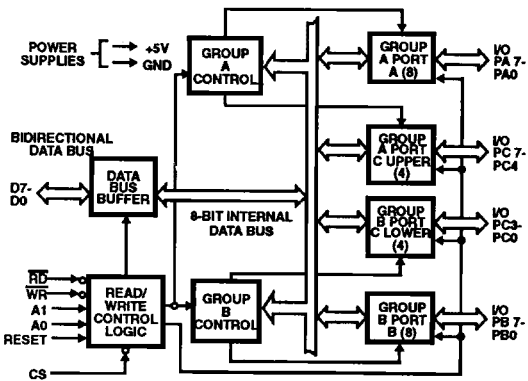 POWER
SUPPLIES
+5V
GND
GROUP
A
CONTROL
GROUP
A PORT
A (8)
I/O
PA 7-
PA0
BIDIRECTIONAL
DATA BUS
D7-
D0
DATA
BUS
BUFFER
8-BIT INTERNAL
DATA BUS
GROUP
A PORT
C UPPER
(4)
I/O
PC 7-
PC4
GROUP
B PORT
C LOWER
(4)
I/O
PC3-
PC0
RD
WR
A1
A0
RESET
CS
READ/
WRITE
CONTROL
LOGIC
GROUP
B
CONTROL
GROUP
B PORT
B (8)
I/O
PB 7-
PB0